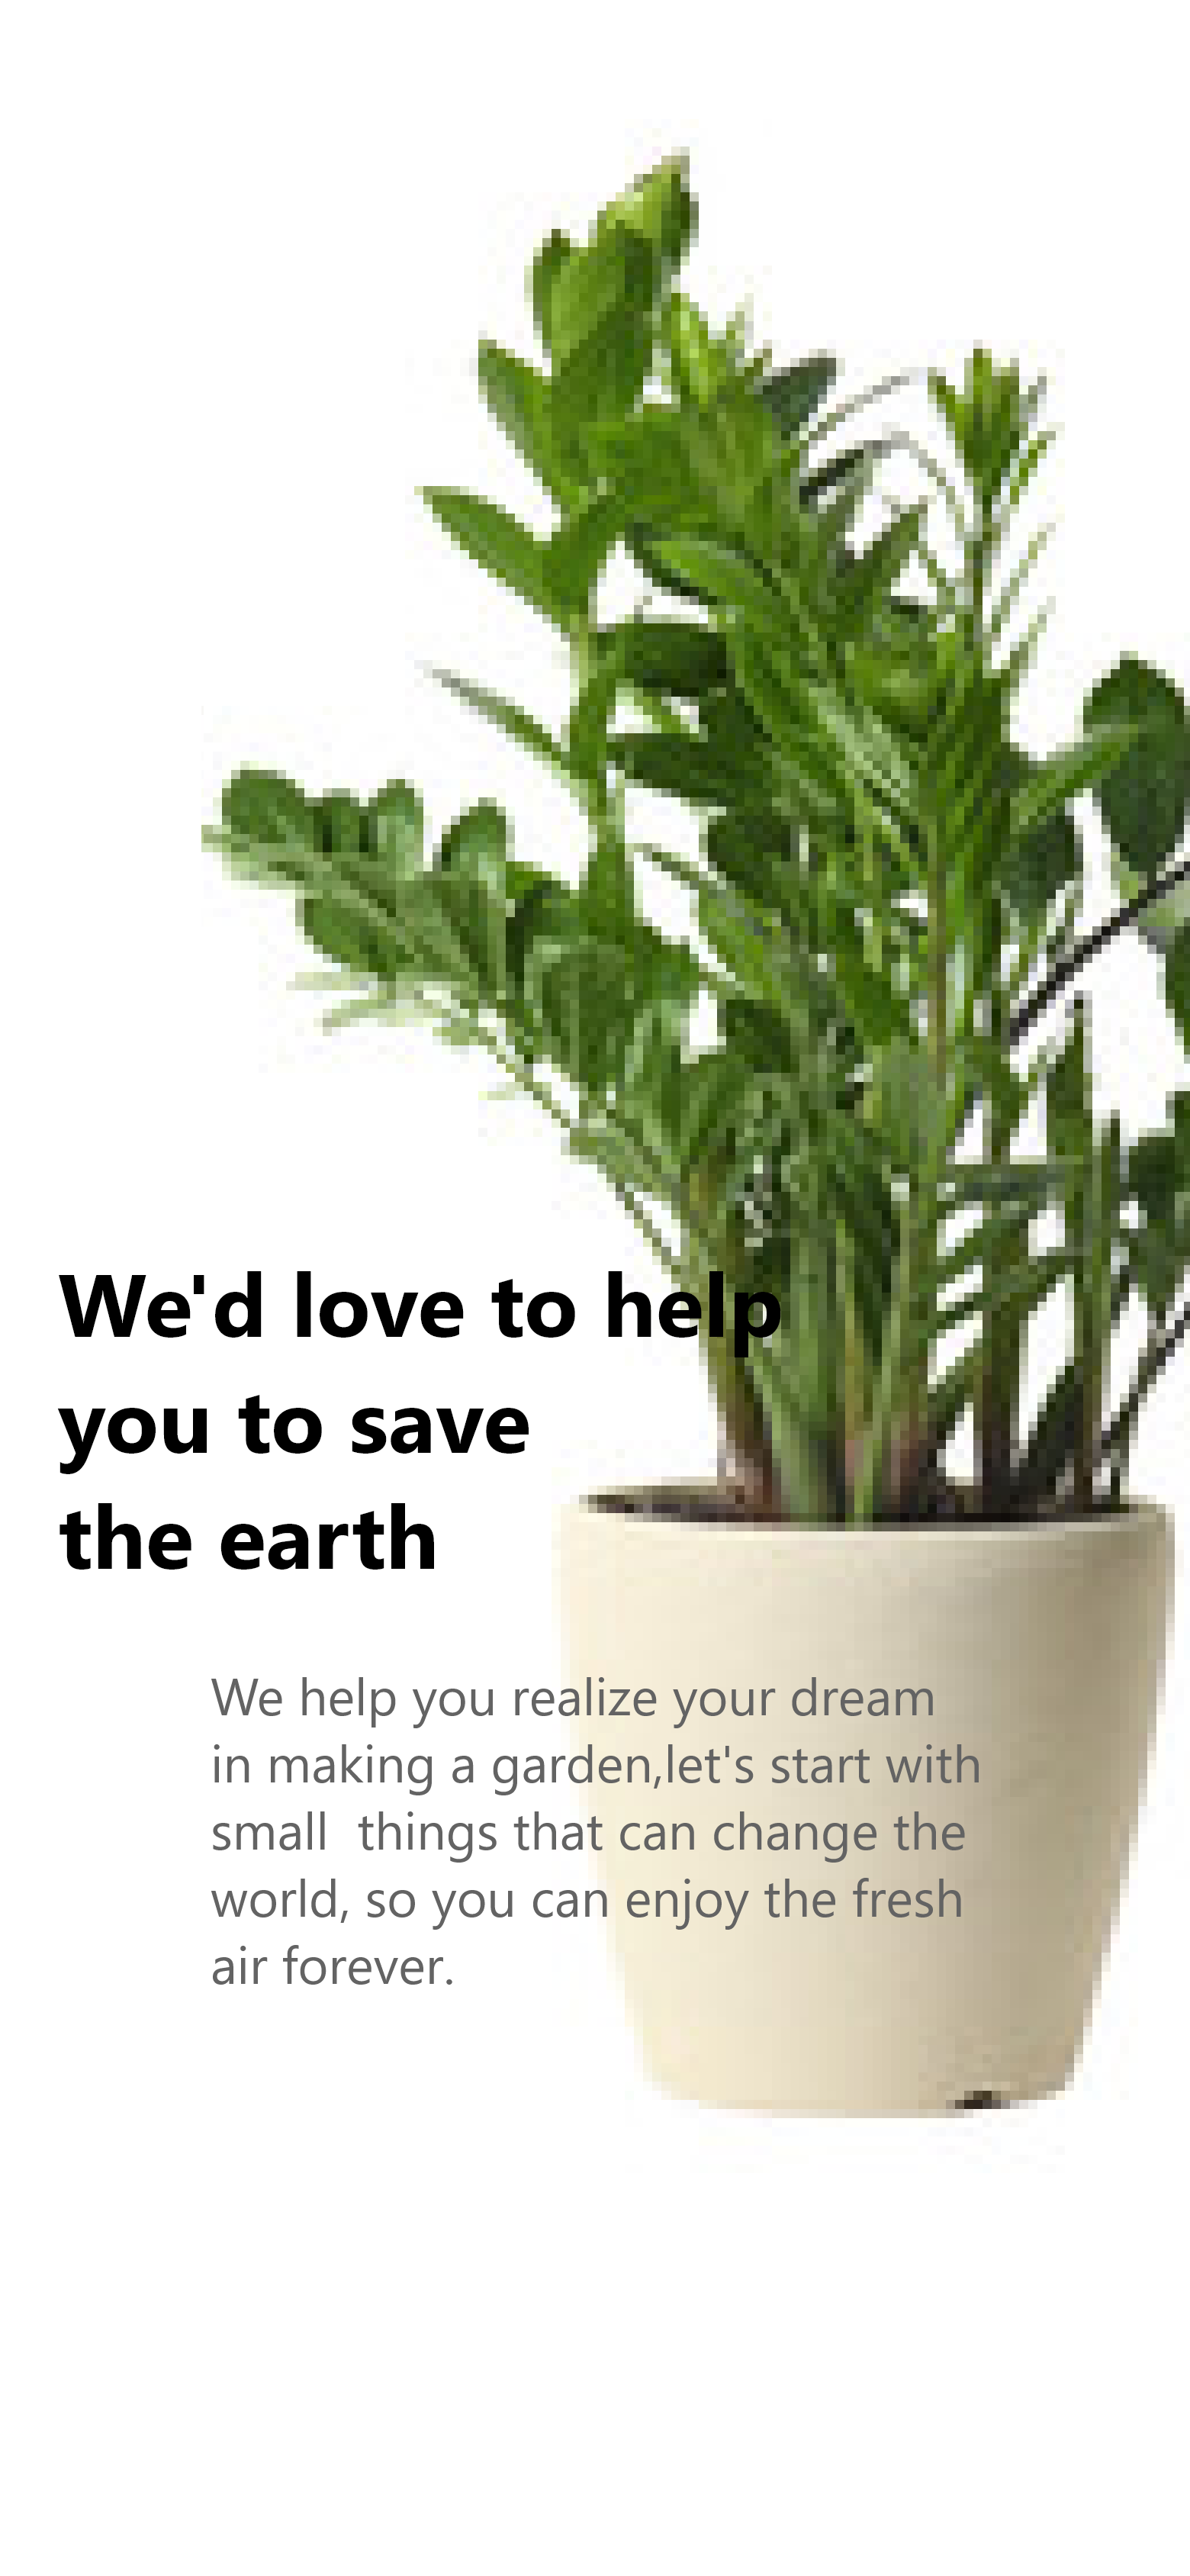 We'd love to help
you to save
the earth
We help you realize your dream
in making a garden,let's start with
small  things that can change the
world, so you can enjoy the fresh
air forever.